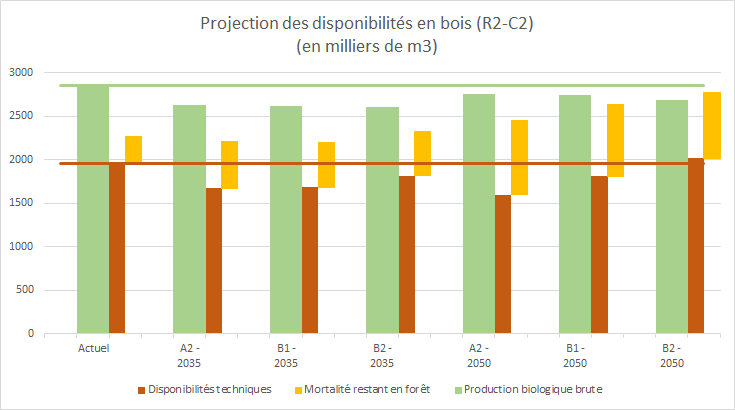 Projection des disponibilités en bois (R2-C2)
(en milliers de m3)
3000
2500
2000
1500
1000
500
0
Actuel
A2 -
2035
B1 -
2035
B2 -
2035
A2 -
2050
B1 -
2050
B2 -
2050
Disponibilités techniques
Mortalité restant en forêt
Production biologique brute